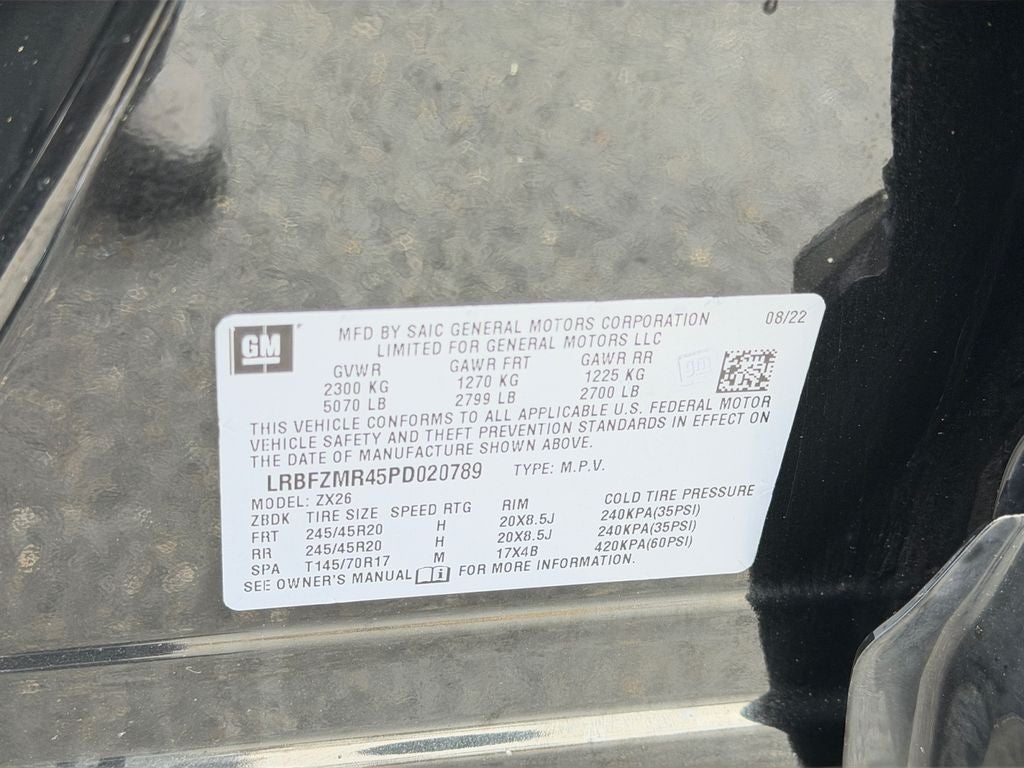 GM
MFD BY SAIC GENERAL MOTORS CORPORATION 08/22
LIMITED FOR GENERAL MOTORS LLC
GVWR GAWR FRT GAWR RR
2300 KG 1270 KG 1225 KG
5070 LB 2799 LB 2700 LB
THIS VEHICLE CONFORMS TO ALL APPLICABLE U.S. FEDERAL MOTOR
VEHICLE SAFETY AND THEFT PREVENTION STANDARDS IN EFFECT ON
THE DATE OF MANUFACTURE SHOWN ABOVE.
LRBFZMR45PD020789 TYPE: M.P.V.
MODEL: ZX26
ZBDK TIRE SIZE SPEED RTG RIM COLD TIRE PRESSURE
FRT 245/45R20 H 20X8.5J 240KPA(35PSI)
RR 245/45R20 H 20X8.5J 240KPA(35PSI)
SPA T145/70R17 M 17X4B 420KPA(60PSI)
SEE OWNER'S MANUAL FOR MORE INFORMATION.